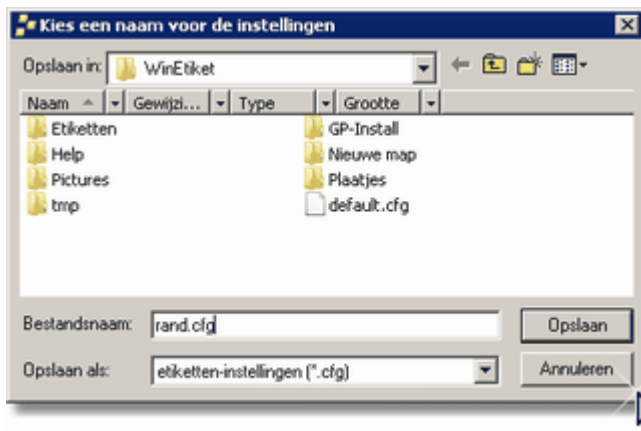 Kies een naam voor de instellingen
Opslaan in: WinEtiket
Naam Gewijzi... Type Grootte
Etiketten GP-Install
Help Nieuwe map
Pictures Plaatjes
tmp default.cfg
Bestandsnaam: rand.cfg Opslaan
Opslaan als: etiketten-instellingen (*.cfg) Annuleren